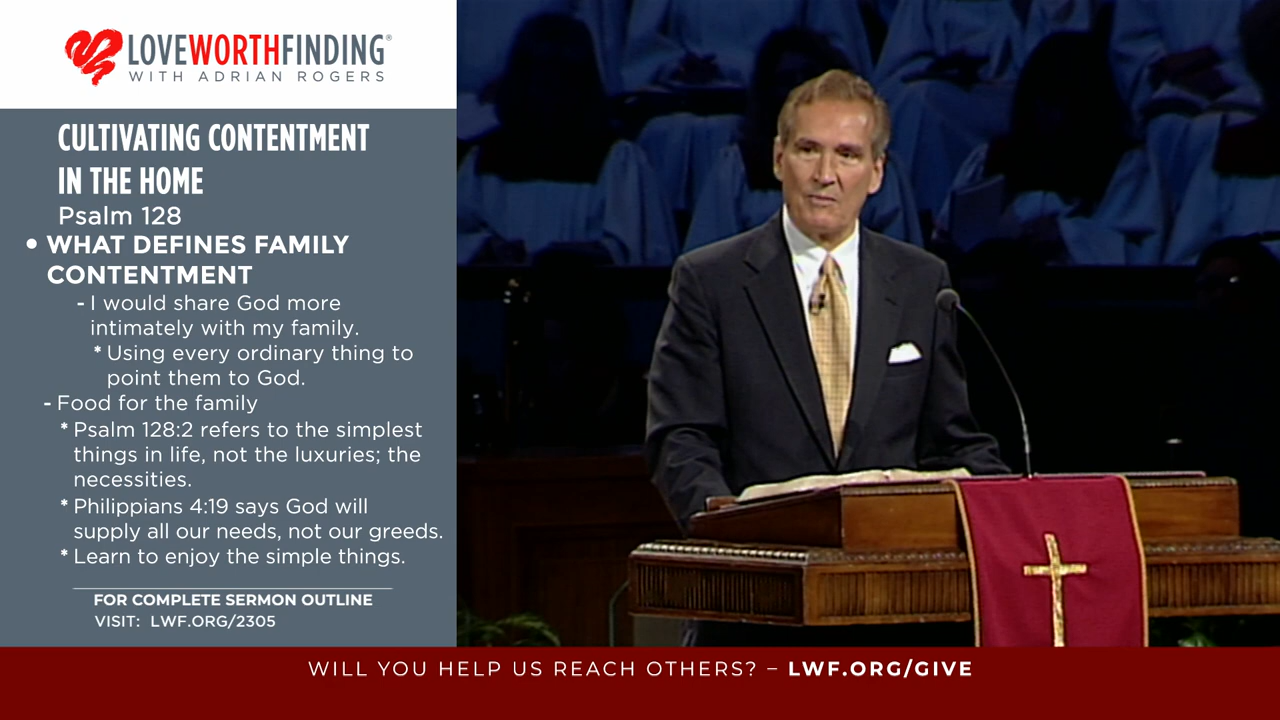 LOVEWORTHFINDING®
WITH ADRIAN ROGERS
CULTIVATING CONTENTMENT
IN THE HOME
Psalm 128
• WHAT DEFINES FAMILY
CONTENTMENT
- I would share God more
intimately with my family.
* Using every ordinary thing to
point them to God.
- Food for the family
* Psalm 128:2 refers to the simplest
things in life, not the luxuries; the
necessities.
* Philippians 4:19 says God will
supply all our needs, not our greeds.
* Learn to enjoy the simple things.
FOR COMPLETE SERMON OUTLINE
VISIT: LWF.ORG/2305
WILL YOU HELP US REACH OTHERS? – LWF.ORG/GIVE